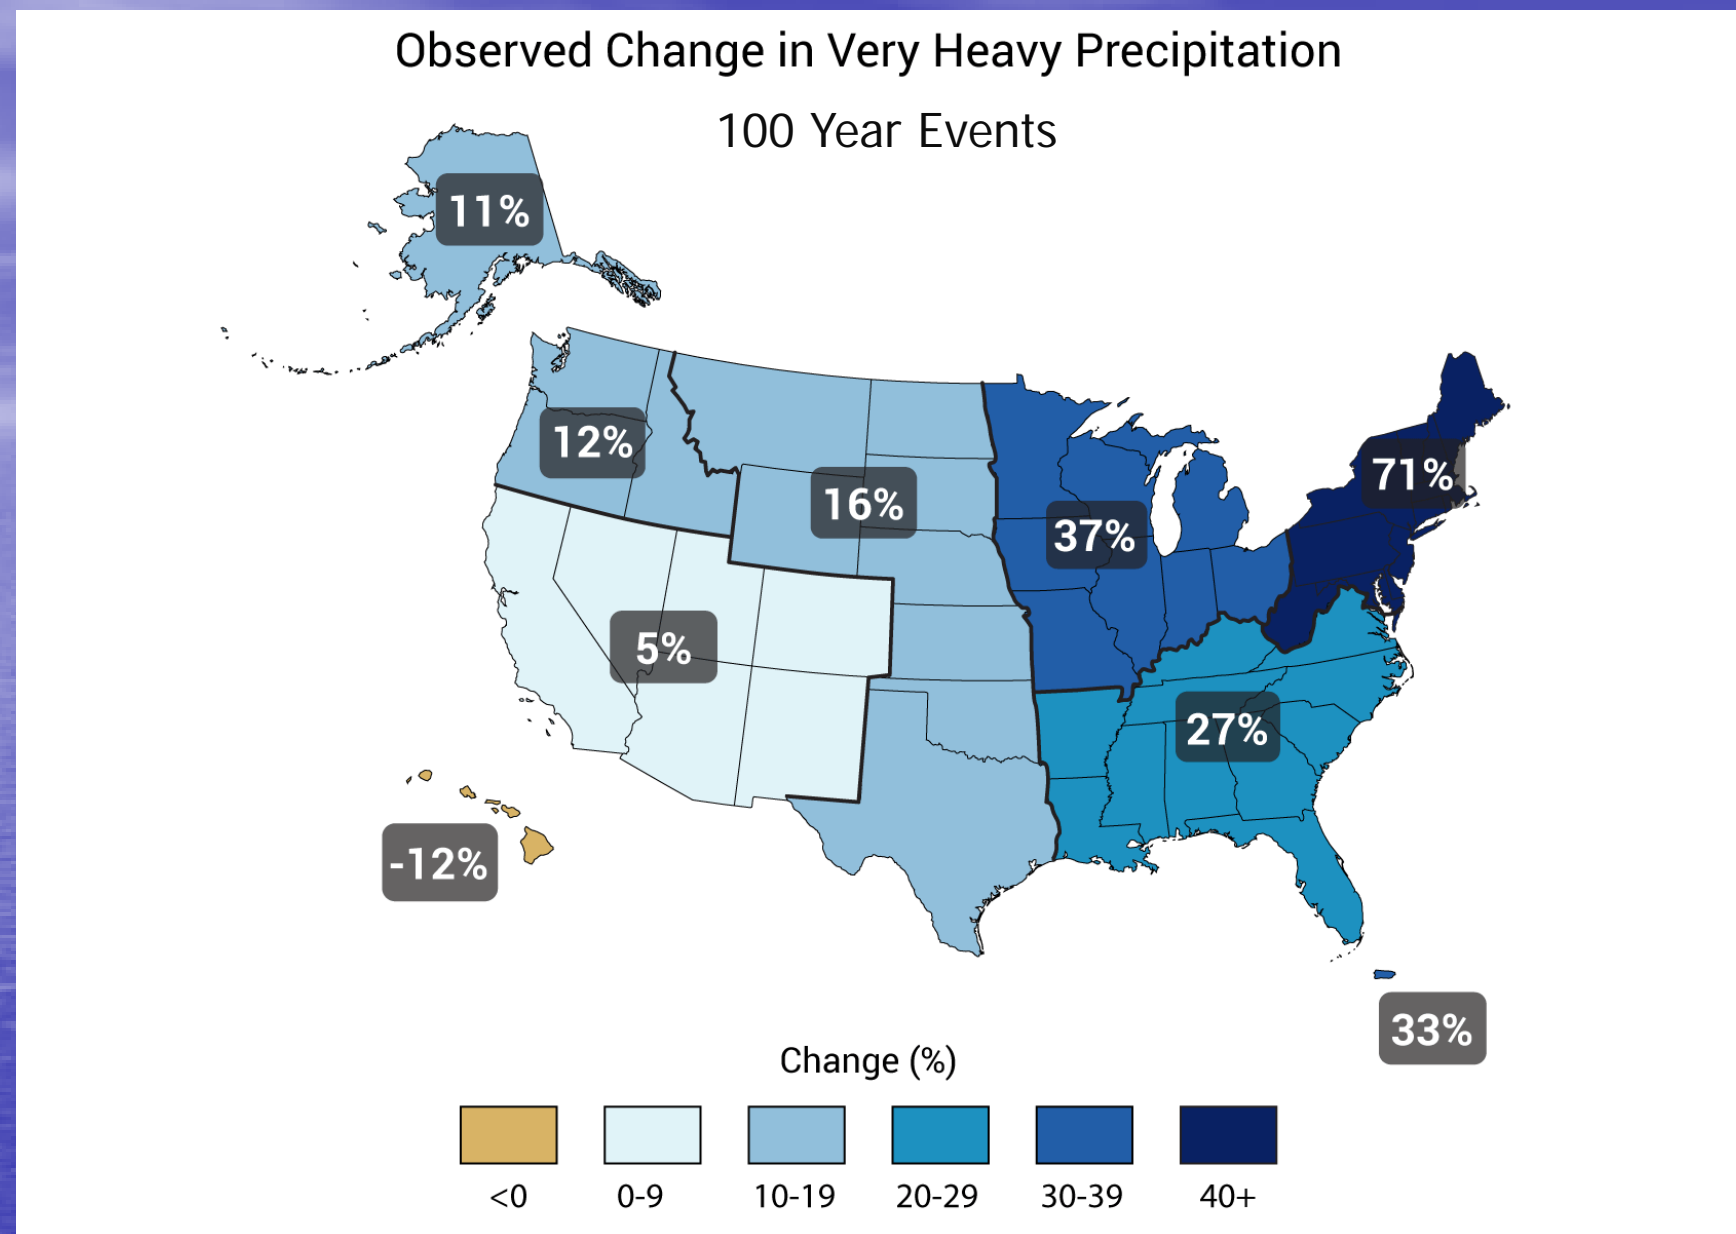 Observed Change in Very Heavy Precipitation
100 Year Events
11%
12%
16%
71%
37%
5%
27%
-12%
33%
Change (%)
<0 0-9 10-19 20-29 30-39 40+